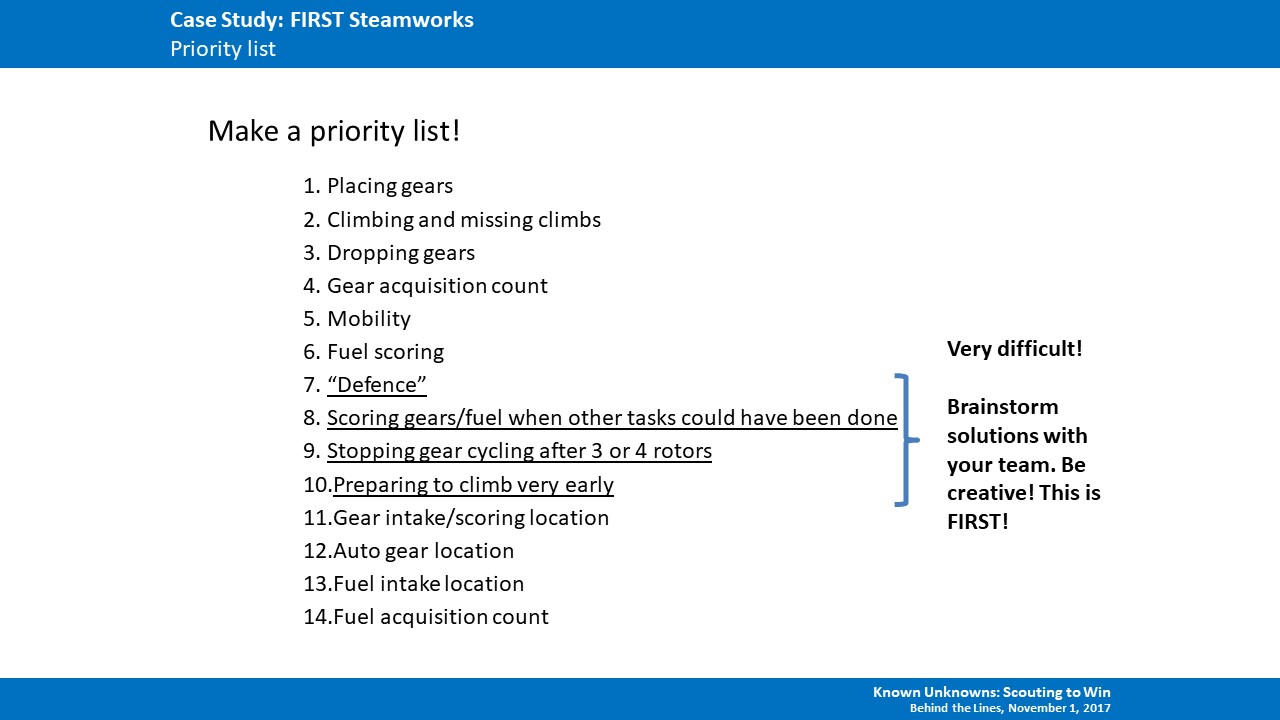 Case Study: FIRST Steamworks
Priority list
Make a priority list!
1. Placing gears
2. Climbing and missing climbs
3. Dropping gears
4. Gear acquisition count
5. Mobility
6. Fuel scoring
7. “Defence”
8. Scoring gears/fuel when other tasks could have been done
9. Stopping gear cycling after 3 or 4 rotors
10.Preparing to climb very early
11.Gear intake/scoring location
12.Auto gear location
13.Fuel intake location
14.Fuel acquisition count
Very difficult!
Brainstorm
solutions with
your team. Be
creative! This is
FIRST!
Known Unknowns: Scouting to Win
Behind the Lines, November 1, 2017